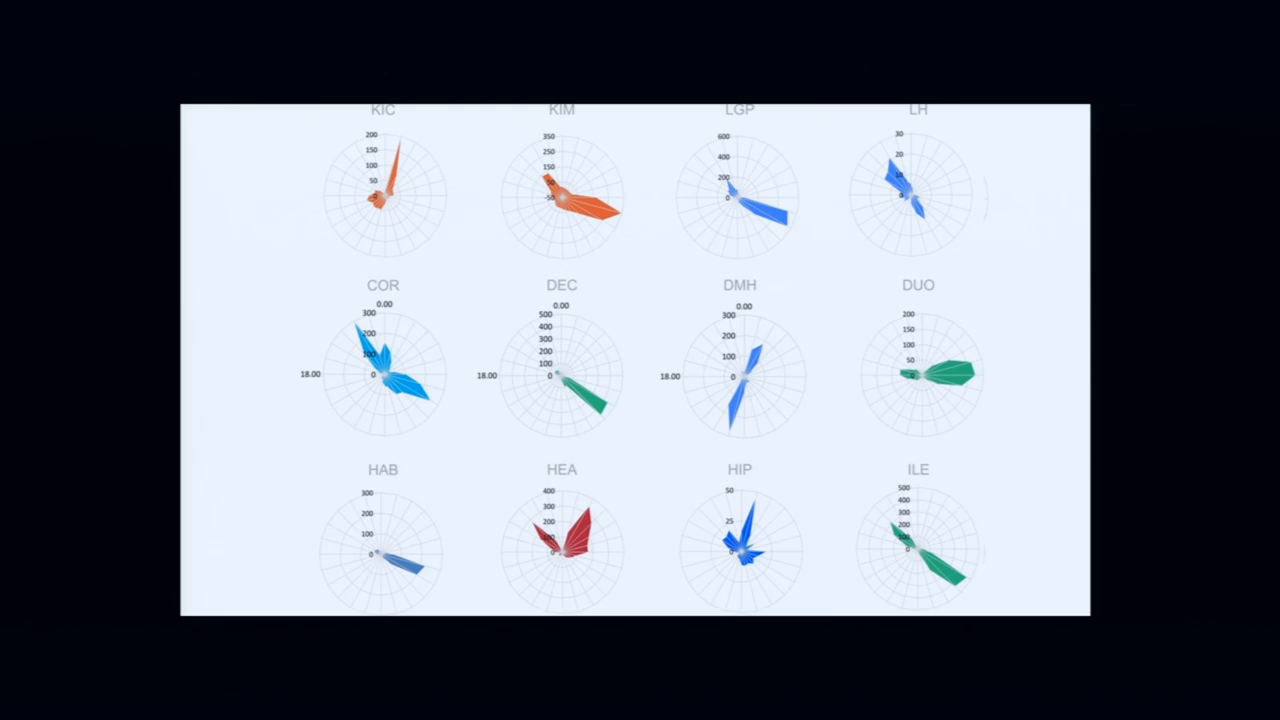 KIC KIM LGP LH
200 350 600 30
150 250 400 20
100 150 200 10
50 50 0 0
0 -50
COR DEC DMH DUO
0.00 0.00 0.00
300 500 300 200
200 400 200 150
100 300 100 100
18.00 0 200 18.00 0 50
100 0
18.00 0
HAB HEA HIP ILE
300 400 50 500
200 300 25 400
100 200 0 300
0 100 200
0 100
0